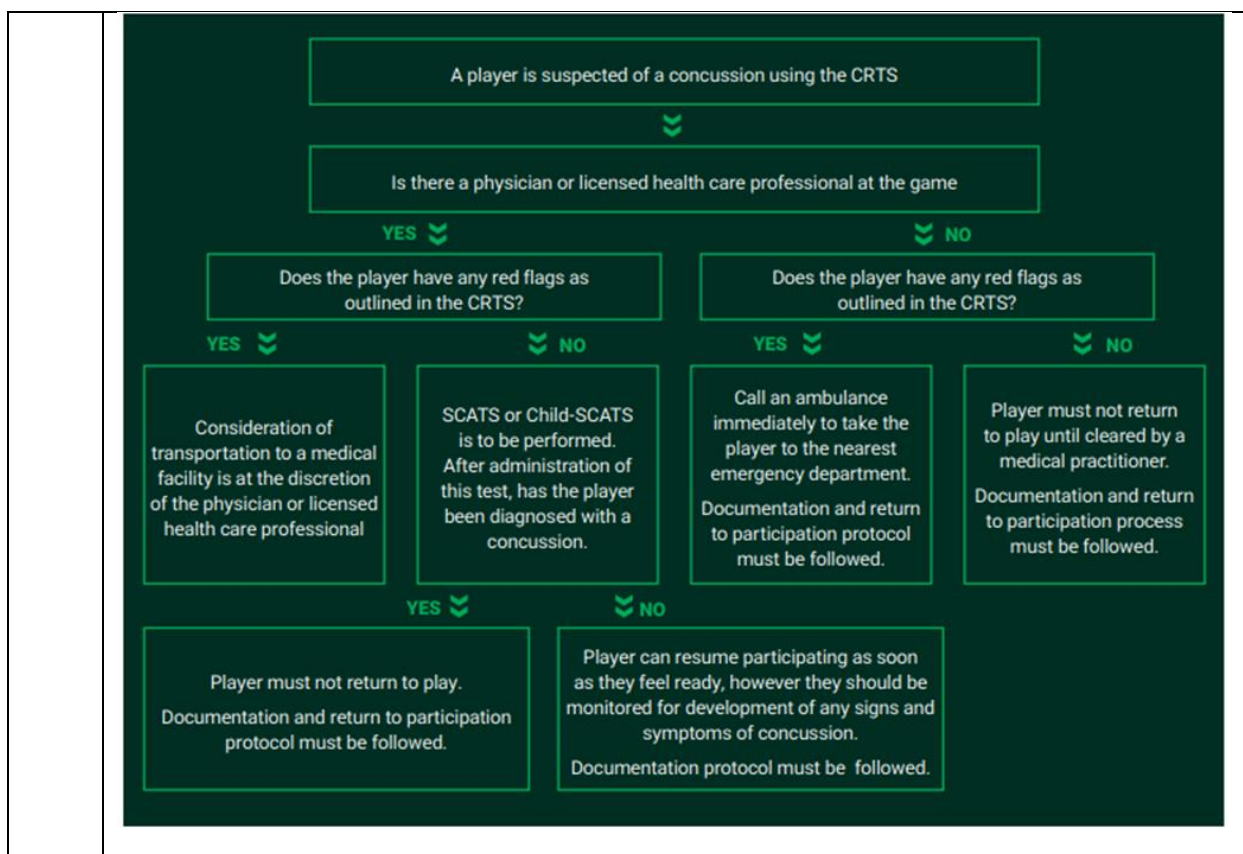 A player is suspected of a concussion using the CRTS
Is there a physician or licensed health care professional at the game
YES
NO
Does the player have any red flags as
outlined in the CRTS?
Does the player have any red flags as
outlined in the CRTS?
YES
NO
YES
NO
Consideration of
transportation to a medical
facility is at the discretion
of the physician or licensed
health care professional
SCATS or Child-SCATS
is to be performed.
After administration of
this test, has the player
been diagnosed with a
concussion.
Call an ambulance
immediately to take the
player to the nearest
emergency department.
Documentation and return
to participation protocol
must be followed.
Player must not return
to play until cleared by a
medical practitioner.
Documentation and return
to participation process
must be followed.
YES
NO
Player must not return to play.
Documentation and return to participation
protocol must be followed.
Player can resume participating as soon
as they feel ready, however they should be
monitored for development of any signs and
symptoms of concussion.
Documentation protocol must be followed.